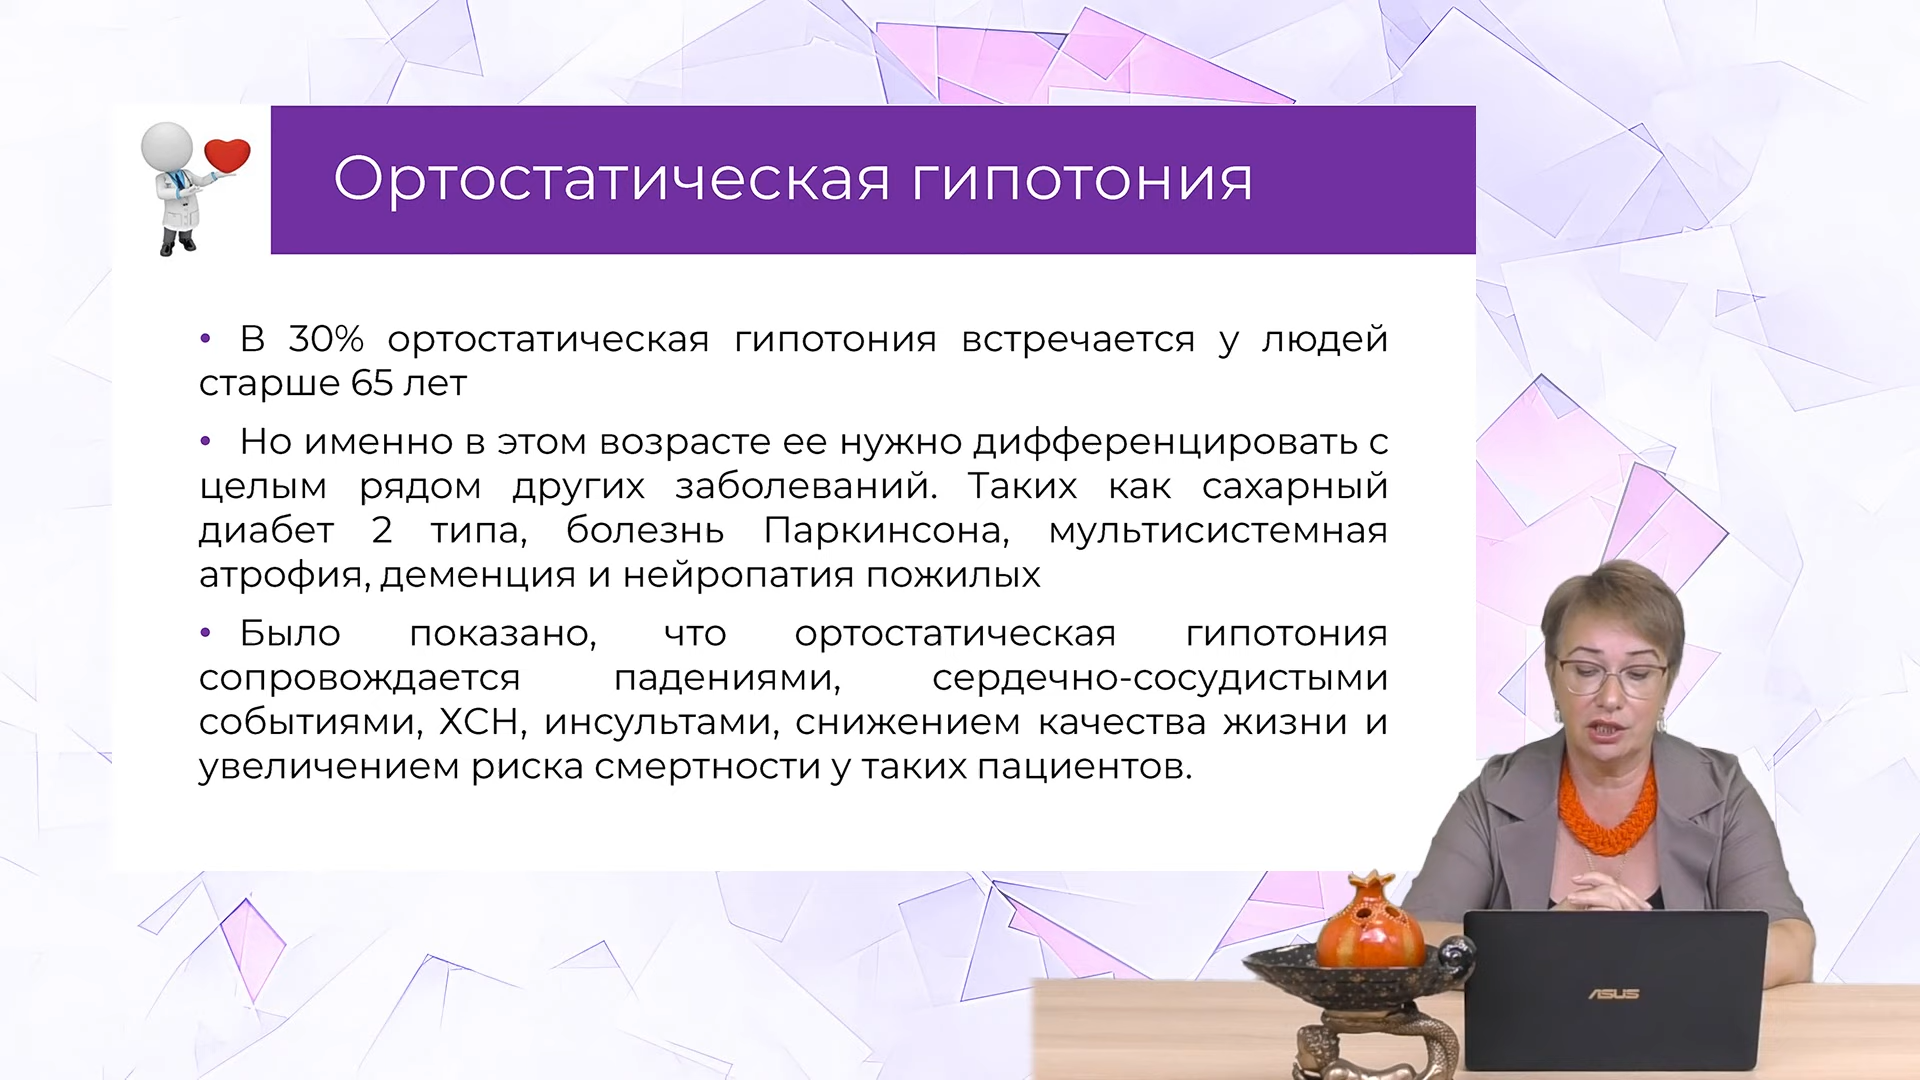 Ортостатическая гипотония
• В 30% ортостатическая гипотония встречается у людей
старше 65 лет
• Но именно в этом возрасте ее нужно дифференцировать с
целым рядом других заболеваний. Таких как сахарный
диабет 2 типа, болезнь Паркинсона, мультисистемная
атрофия, деменция и нейропатия пожилых
• Было показано, что ортостатическая гипотония
сопровождается падениями, сердечно-сосудистыми
событиями, ХСН, инсультами, снижением качества жизни и
увеличением риска смертности у таких пациентов.
ASUS